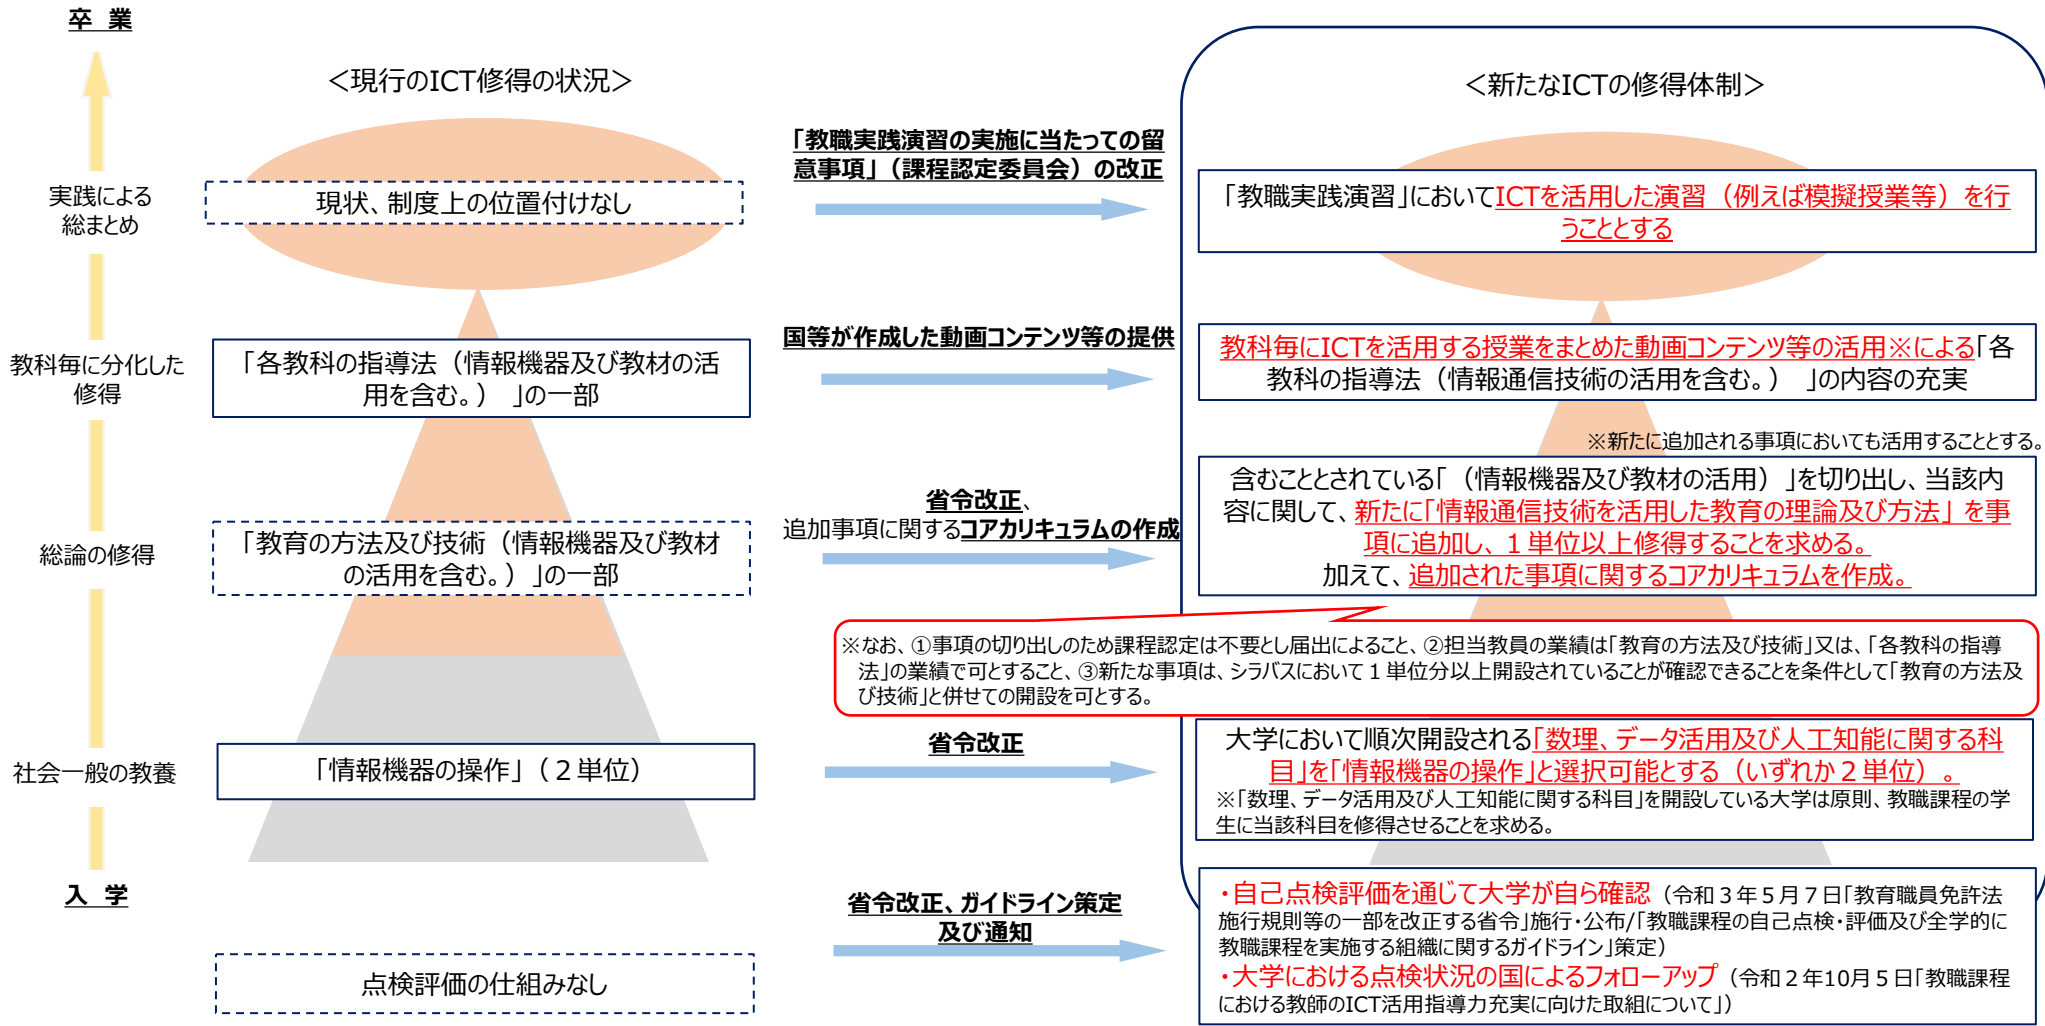 卒 業
＜現行のICT修得の状況＞
＜新たなICTの修得体制＞
実践による
総まとめ
現状、制度上の位置付けなし
「教職実践演習の実施に当たっての留
意事項」（課程認定委員会）の改正
「教職実践演習」においてICTを活用した演習（例えば模擬授業等）を行
うこととする
教科毎に分化した
修得
「各教科の指導法（情報機器及び教材の活
用を含む。） 」の一部
国等が作成した動画コンテンツ等の提供
教科毎にICTを活用する授業をまとめた動画コンテンツ等の活用※による「各
教科の指導法（情報通信技術の活用を含む。） 」の内容の充実
※新たに追加される事項においても活用することとする。
総論の修得
「教育の方法及び技術（情報機器及び教材
の活用を含む。）」の一部
省令改正、
追加事項に関するコアカリキュラムの作成
含むこととされている「（情報機器及び教材の活用）」を切り出し、当該内
容に関して、新たに「情報通信技術を活用した教育の理論及び方法」を事
項に追加し、１単位以上修得することを求める。
加えて、追加された事項に関するコアカリキュラムを作成。
※なお、①事項の切り出しのため課程認定は不要とし届出によること、②担当教員の業績は「教育の方法及び技術」又は、「各教科の指導
法」の業績で可とすること、③新たな事項は、シラバスにおいて１単位分以上開設されていることが確認できることを条件として「教育の方法及
び技術」と併せての開設を可とする。
社会一般の教養
「情報機器の操作」（２単位）
省令改正
大学において順次開設される「数理、データ活用及び人工知能に関する科
目」を「情報機器の操作」と選択可能とする（いずれか２単位）。
※「数理、データ活用及び人工知能に関する科目」を開設している大学は原則、教職課程の学
生に当該科目を修得させることを求める。
入 学
点検評価の仕組みなし
省令改正、ガイドライン策定
及び通知
・自己点検評価を通じて大学が自ら確認（令和３年５月７日「教育職員免許法
施行規則等の一部を改正する省令」施行・公布/「教職課程の自己点検・評価及び全学的に
教職課程を実施する組織に関するガイドライン」策定）
・大学における点検状況の国によるフォローアップ（令和２年10月５日「教職課程
における教師のICT活用指導力充実に向けた取組について」）